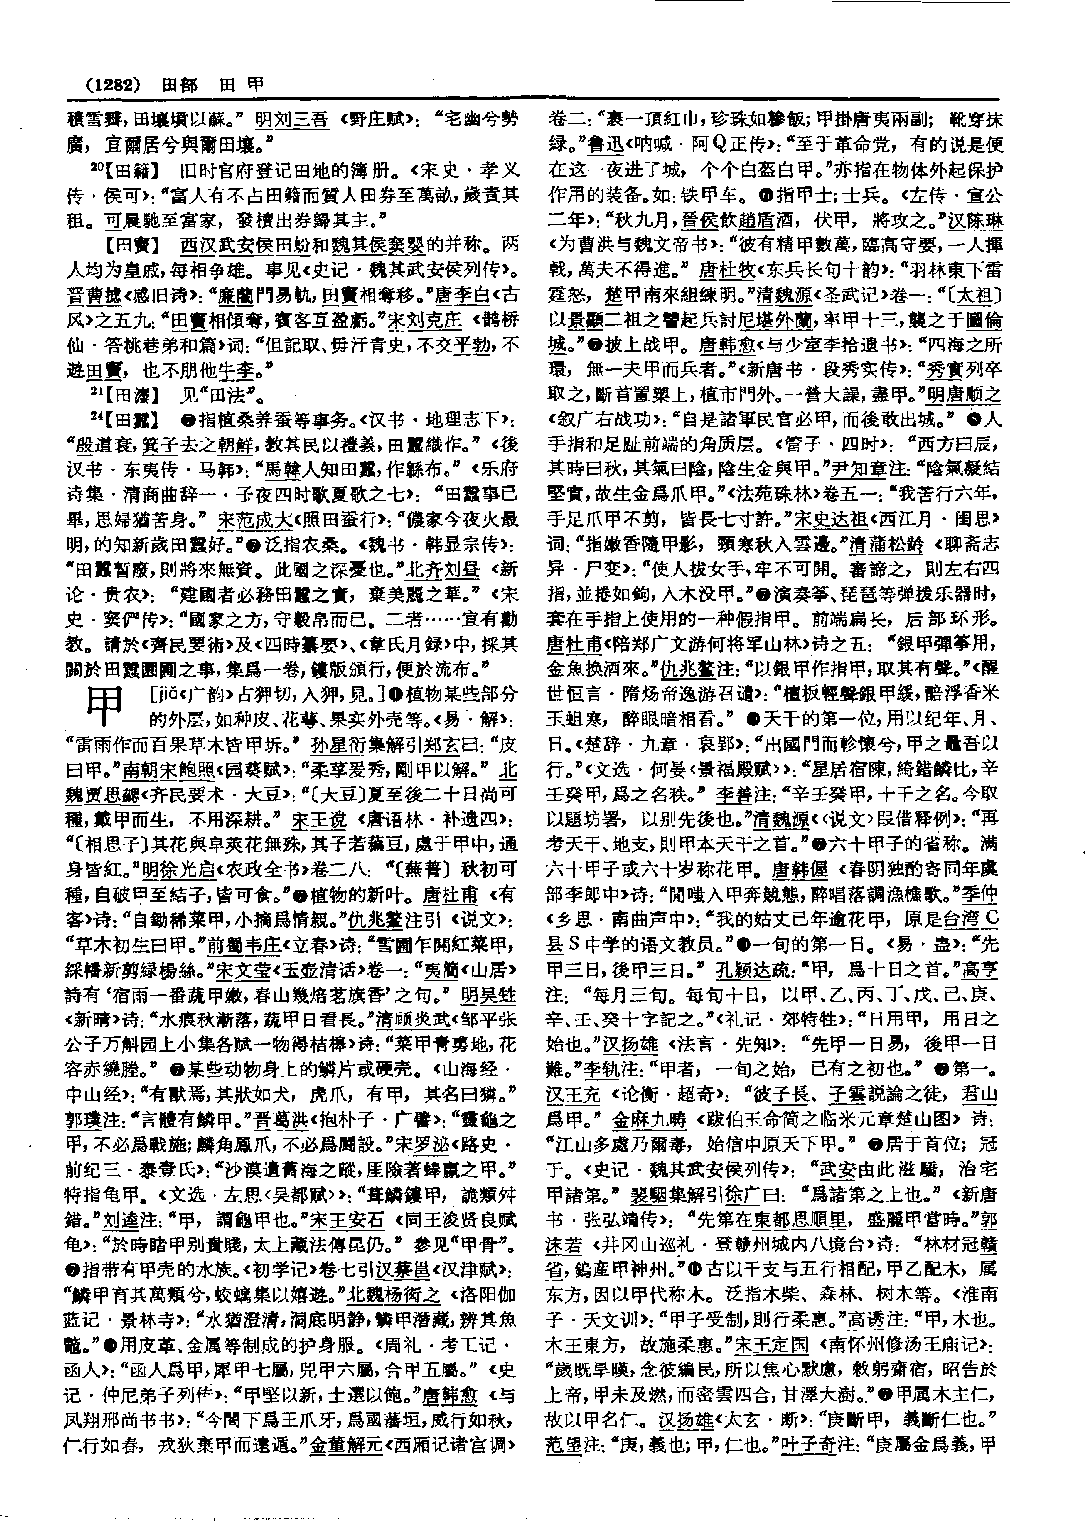 (1282) 田部 田甲
積雪瓣，田壤墳以蘇。” 明刘三吾《野庄赋》：“宅幽兮勢
廣，宜爾居兮與爾田壤。”
²⁰【田籍】 旧时官府登记田地的簿册。《宋史·孝义
传·侯可》：“富人有不占田籍而質人田券至萬畝，歲責其
租。可晨馳至富家，發櫝出券歸其主。”
【田竇】 西汉武安侯田蚡和魏其侯窦婴的并称。两
人均为皇戚，每相争雄。事见《史记·魏其武安侯列传》。
晋曹摅《感旧诗》：“廉藺門易軌，田竇相奪移。”唐李白《古
风》之五九：“田竇相傾奪，賓客互盈虧。”宋刘克庄《鹊桥
仙·答桃巷弟和篇》词：“但記取、毋汙青史，不交平勃，不
遊田竇，也不朋他牛李。”
²¹【田灋】 见“田法”。
²⁴【田蠶】 ❶指植桑养蚕等事务。《汉书·地理志下》：
“殷道衰，箕子去之朝鮮，教其民以禮義，田蠶織作。”《後
汉书·东夷传·马韩》：“馬韓人知田蠶，作緜布。”《乐府
诗集·清商曲辞一·子夜四时歌夏歌之七》：“田蠶事已
畢，思婦猶苦身。” 宋范成大《照田蚕行》：“儂家今夜火最
明，的知新歲田蠶好。”❷泛指衣桑。《魏书·韩显宗传》：
“田蠶暫廢，則將來無資。此國之深憂也。”北齐刘昼《新
论·贵农》：“建國者必務田蠶之實，棄美麗之華。”《宋
史·窦偁传》：“國家之方，守穀帛而已。二者……宜有勸
教。請於《齊民要術》及《四時纂要》、《韋氏月録》中，採其
關於田蠶園圃之事，集爲一卷，鏤版頒行，便於流布。”
甲 [jiǎ《广韵》古狎切，入狎，見。]❶植物某些部分
的外层，如种皮、花萼、果实外壳等。《易·解》：
“雷雨作而百果草木皆甲坼。” 孙星衍集解引郑玄曰：“皮
曰甲。”南朝宋鲍照《园葵赋》：“柔莩爰秀，剛甲以解。” 北
魏贾思勰《齐民要术·大豆》：“〔大豆〕夏至後二十日尚可
種，戴甲而生，不用深耕。” 宋王谠《唐语林·补遗四》：
“〔相思子〕其花與皁莢花無殊，其子若藊豆，處于甲中，通
身皆紅。”明徐光启《农政全书》卷二八：“〔蕪菁〕秋初可
種，自破甲至結子，皆可食。”❷植物的新叶。唐杜甫《有
客》诗：“自鋤稀菜甲，小摘爲情親。”仇兆鳌注引《说文》：
“草木初生曰甲。”前蜀韦庄《立春》诗：“雪圃乍開紅菜甲，
綵幡新剪緑楊絲。”宋文莹《玉壶清话》卷一：“夷簡《山居》
詩有‘宿雨一番蔬甲嫩，春山幾焙茗旗香’之句。” 明吴甡
《新晴》诗：“水痕秋漸落，蔬甲日看長。”清顾炎武《邹平张
公子万斛园上小集各赋一物得桔槔》诗：“菜甲青剪地，花
容赤繞塍。” ❸某些动物身上的鳞片或硬壳。《山海经·
中山经》：“有獸焉，其狀如犬，虎爪，有甲，其名曰獜。”
郭璞注：“言體有鱗甲。”晋葛洪《抱朴子·广譬》：“靈龜之
甲，不必爲戰施；麟角鳳爪，不必爲鬭設。”宋罗泌《路史·
前纪三·泰壹氏》：“沙漠遺舊海之蹤，厓險著蜯蠃之甲。”
特指龟甲。《文选·左思〈吴都赋〉》：“葺鱗鏤甲，詭類舛
錯。”刘逵注：“甲，謂龜甲也。”宋王安石《同王浚贤良赋
龟》：“於時睹甲别貴賤，太上藏法傳昆仍。” 参见“甲骨”。
❹指带有甲壳的水族。《初学记》卷七引汉蔡邕《汉津赋》：
“鱗甲育其萬類兮，蛟螭集以嬉遊。”北魏杨衒之《洛阳伽
蓝记·景林寺》：“水猶澄清，洞底明静，鱗甲潛藏，辨其魚
鼈。”❺用皮革、金属等制成的护身服。《周礼·考工记·
函人》：“函人爲甲，犀甲七屬，兕甲六屬，合甲五屬。”《史
记·仲尼弟子列传》：“甲堅以新，士選以飽。”唐韩愈《与
凤翔邢尚书书》：“今閣下爲王爪牙，爲國藩垣，威行如秋，
仁行如春，戎狄棄甲而遠遁。”金董解元《西厢记诸宫调》
卷二：“裹一頂紅巾，珍珠如糝飯；甲掛唐夷兩副；靴穿抹
绿。”鲁迅《呐喊·阿Q正传》：“至于革命党，有的说是便
在这一夜进了城，个个白盔白甲。”亦指在物体外起保护
作用的装备。如：铁甲车。❻指甲士；士兵。《左传·宣公
二年》：“秋九月，晉侯飲趙盾酒，伏甲，將攻之。”汉陈琳
《为曹洪与魏文帝书》：“彼有精甲數萬，臨高守要，一人揮
戟，萬夫不得進。” 唐杜牧《东兵长句十韵》：“羽林東下雷
霆怒，楚甲南來組練明。”清魏源《圣武记》卷一：“〔太祖〕
以景顯二祖之讐起兵討尼堪外蘭，率甲十三，襲之于圖倫
城。”❼披上战甲。唐韩愈《与少室李拾遗书》：“四海之所
環，無一夫甲而兵者。”《新唐书·段秀实传》：“秀實列卒
取之，斷首置槊上，植市門外。一營大譟，盡甲。”明唐顺之
《叙广右战功》：“自是諸軍民官必甲，而後敢出城。” ❽人
手指和足趾前端的角质层。《管子·四时》：“西方曰辰，
其時曰秋，其氣曰陰，陰生金與甲。”尹知章注：“陰氣凝結
堅實，故生金爲爪甲。”《法苑珠林》卷五一：“我苦行六年，
手足爪甲不剪，皆長七寸許。”宋史达祖《西江月·闺思》
词：“指嫩香隨甲影，頸寒秋入雲邊。”清蒲松龄《聊斋志
异·尸变》：“使人拔女手，牢不可開。審諦之，則左右四
指，並捲如鉤，入木没甲。”❾演奏筝、琵琶等弹拨乐器时，
套在手指上使用的一种假指甲。前端扁长，后部环形。
唐杜甫《陪郑广文游何将军山林》诗之五：“銀甲彈箏用，
金魚換酒來。”仇兆鳌注：“以銀甲作指甲，取其有聲。”《醒
世恒言·隋炀帝逸游召谴》：“檀板輕聲銀甲緩，醅浮香米
玉蛆寒，醉眼暗相看。” ❿天干的第一位，用以纪年、月、
日。《楚辞·九章·哀郢》：“出國門而軫懷兮，甲之鼂吾以
行。”《文选·何晏〈景福殿赋〉》：“星居宿陳，綺錯鱗比，辛
壬癸甲，爲之名秩。” 李善注：“辛壬癸甲，十干之名。今取
以題坊署，以别先後也。”清魏源《〈说文〉叚借释例》：“再
考天干、地支，則甲本天干之首。”⓫六十甲子的省称。满
六十甲子或六十岁称花甲。唐韩偓《春阴独酌寄同年虞
部李郎中》诗：“閒嗤入甲奔競態，醉唱落調漁樵歌。”季仲
《乡思·南曲声中》：“我的姑丈已年逾花甲，原是台湾C
县S中学的语文教员。”⓬一旬的第一日。《易·蛊》：“先
甲三日，後甲三日。” 孔颖达疏：“甲，爲十日之首。”高亨
注：“每月三旬。每旬十日，以甲、乙、丙、丁、戊、己、庚、
辛、壬、癸十字記之。”《礼记·郊特牲》：“日用甲，用日之
始也。”汉扬雄《法言·先知》：“先甲一日易，後甲一日
難。”李轨注：“甲者，一旬之始，已有之初也。” ⓭第一。
汉王充《论衡·超奇》：“彼子長、子雲説論之徒，君山
爲甲。” 金麻九畴《跋伯玉命简之临米元章楚山图》诗：
“江山多處乃爾毒，始信中原天下甲。” ⓮居于首位；冠
于。《史记·魏其武安侯列传》：“武安由此滋驕，治宅
甲諸第。” 裴駰集解引徐广曰：“爲諸第之上也。”《新唐
书·张弘靖传》：“先第在東都思順里，盛麗甲當時。”郭
沫若《井冈山巡礼·登赣州城内八境台》诗：“林材冠贛
省，鎢産甲神州。”⓯古以干支与五行相配，甲乙配木，属
东方，因以甲代称木。泛指木柴、森林、树木等。《淮南
子·天文训》：“甲子受制，則行柔惠。”高诱注：“甲，木也。
木王東方，故施柔惠。”宋王定国《南怀州修汤王庙记》：
“歲既旱暵，念彼編民，所以焦心默慮，敕躬齋宿，昭告於
上帝，甲未及燃，而密雲四合，甘澤大澍。”⓰甲属木主仁，
故以甲名仁。汉扬雄《太玄·断》：“庚斷甲，義斷仁也。”
范望注：“庚，義也；甲，仁也。”叶子奇注：“庚屬金爲義，甲